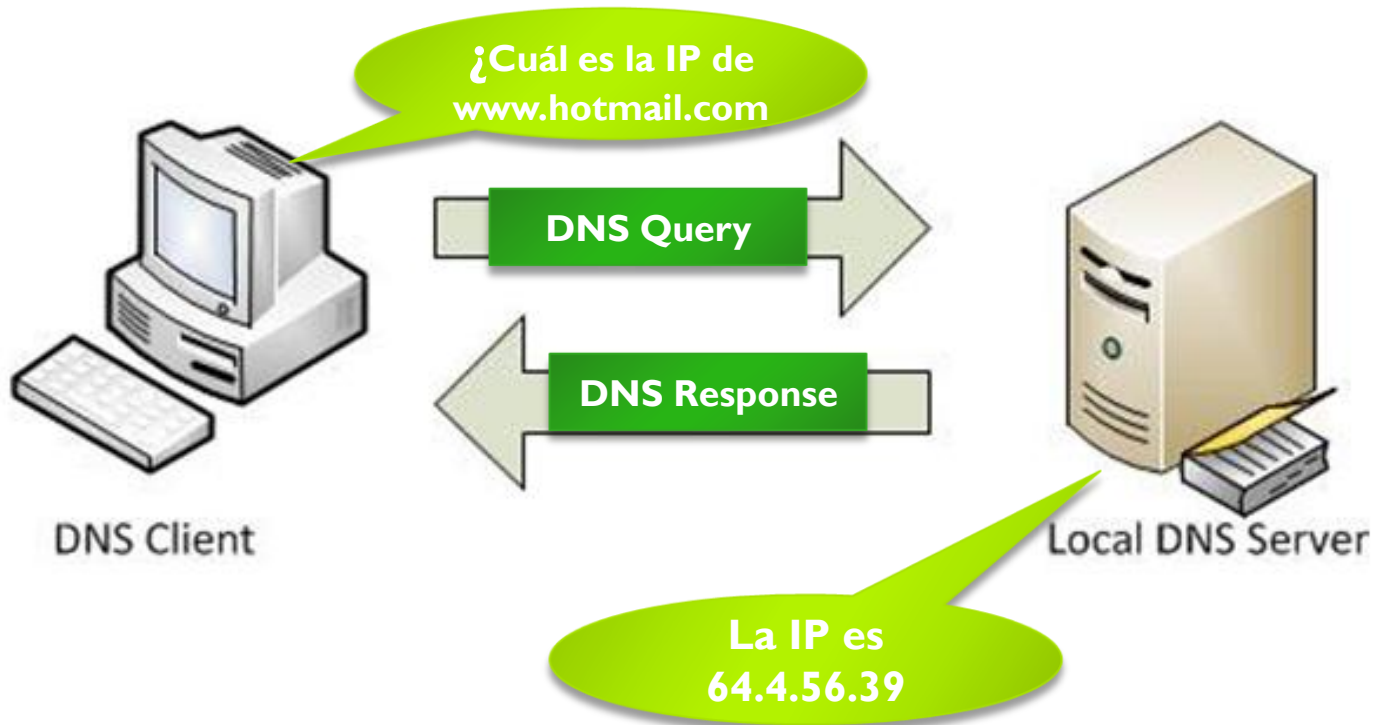 ¿Cuál es la IP de
www.hotmail.com
DNS Query
DNS Response
DNS Client
Local DNS Server
La IP es
64.4.56.39